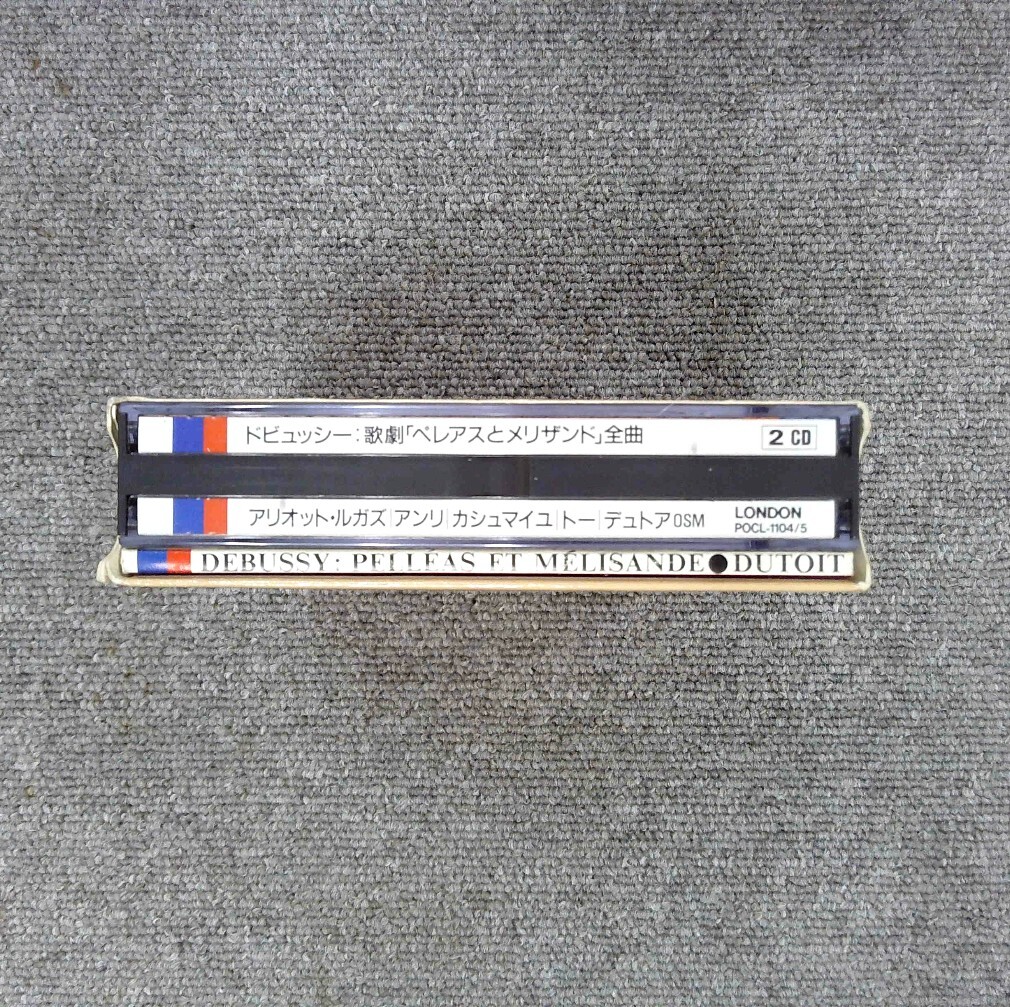 ドビュッシー：歌劇「ペレアスとメリザンド」全曲 2 CD
アリオット・ルガズ|アンリ|カシュマイユ|トー|デュトアOSM LONDON
POCL-1104/5
DEBUSSY: PELLÉAS ET MÉLISANDE●DUTOIT